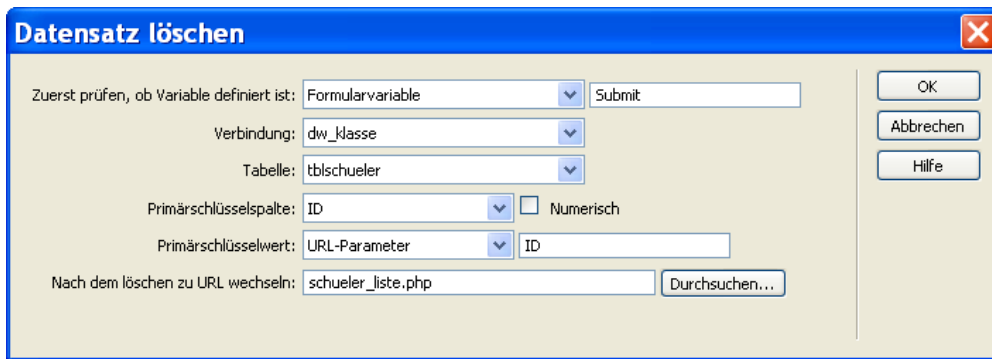 Datensatz löschen
Zuerst prüfen, ob Variable definiert ist: Formularvariable Submit
Verbindung: dw_klasse
Tabelle: tblschueler
Primärschlüsselspalte: ID Numerisch
Primärschlüsselwert: URL-Parameter ID
Nach dem löschen zu URL wechseln: schueler_liste.php Durchsuchen...
OK
Abbrechen
Hilfe